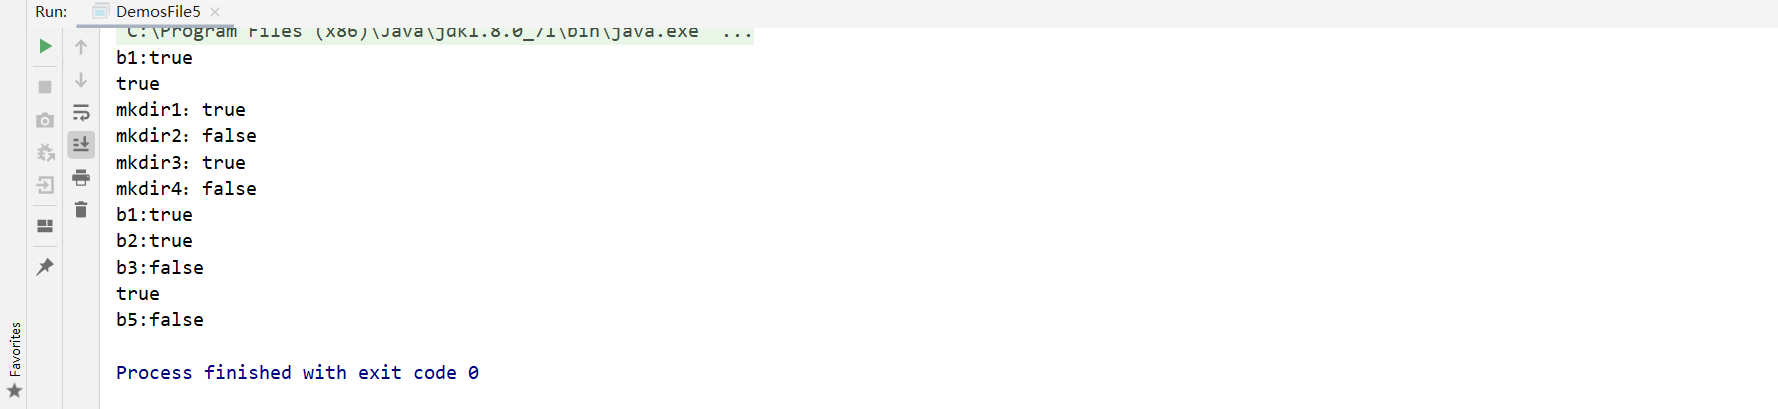 Run: DemosFile5
"C:\Program Files (x86)\Java\jdk1.8.0_71\bin\java.exe" ...
b1:true
true
mkdir1：true
mkdir2：false
mkdir3：true
mkdir4：false
b1:true
b2:true
b3:false
true
b5:false
Process finished with exit code 0
Favorites